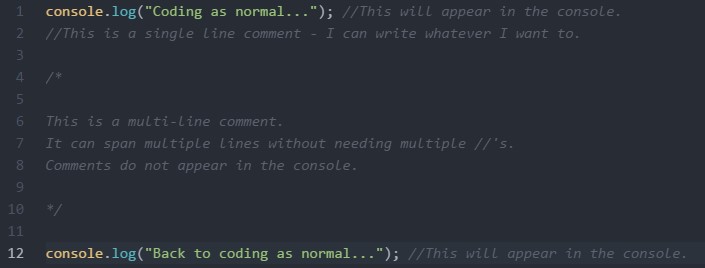 1 console.log("Coding as normal..."); //This will appear in the console.
2 //This is a single line comment - I can write whatever I want to.
3
4 /*
5
6 This is a multi-line comment.
7 It can span multiple lines without needing multiple //'s.
8 Comments do not appear in the console.
9
10 */
11
12 console.log("Back to coding as normal..."); //This will appear in the console.